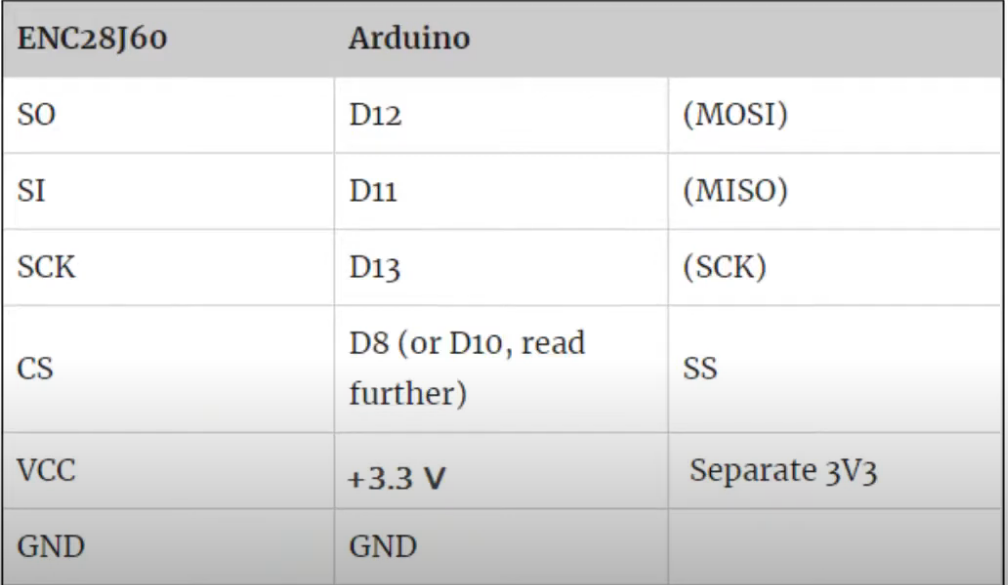 ENC28J60 Arduino
SO D12 (MOSI)
SI D11 (MISO)
SCK D13 (SCK)
CS D8 (or D10, read further) SS
VCC +3.3 V Separate 3V3
GND GND